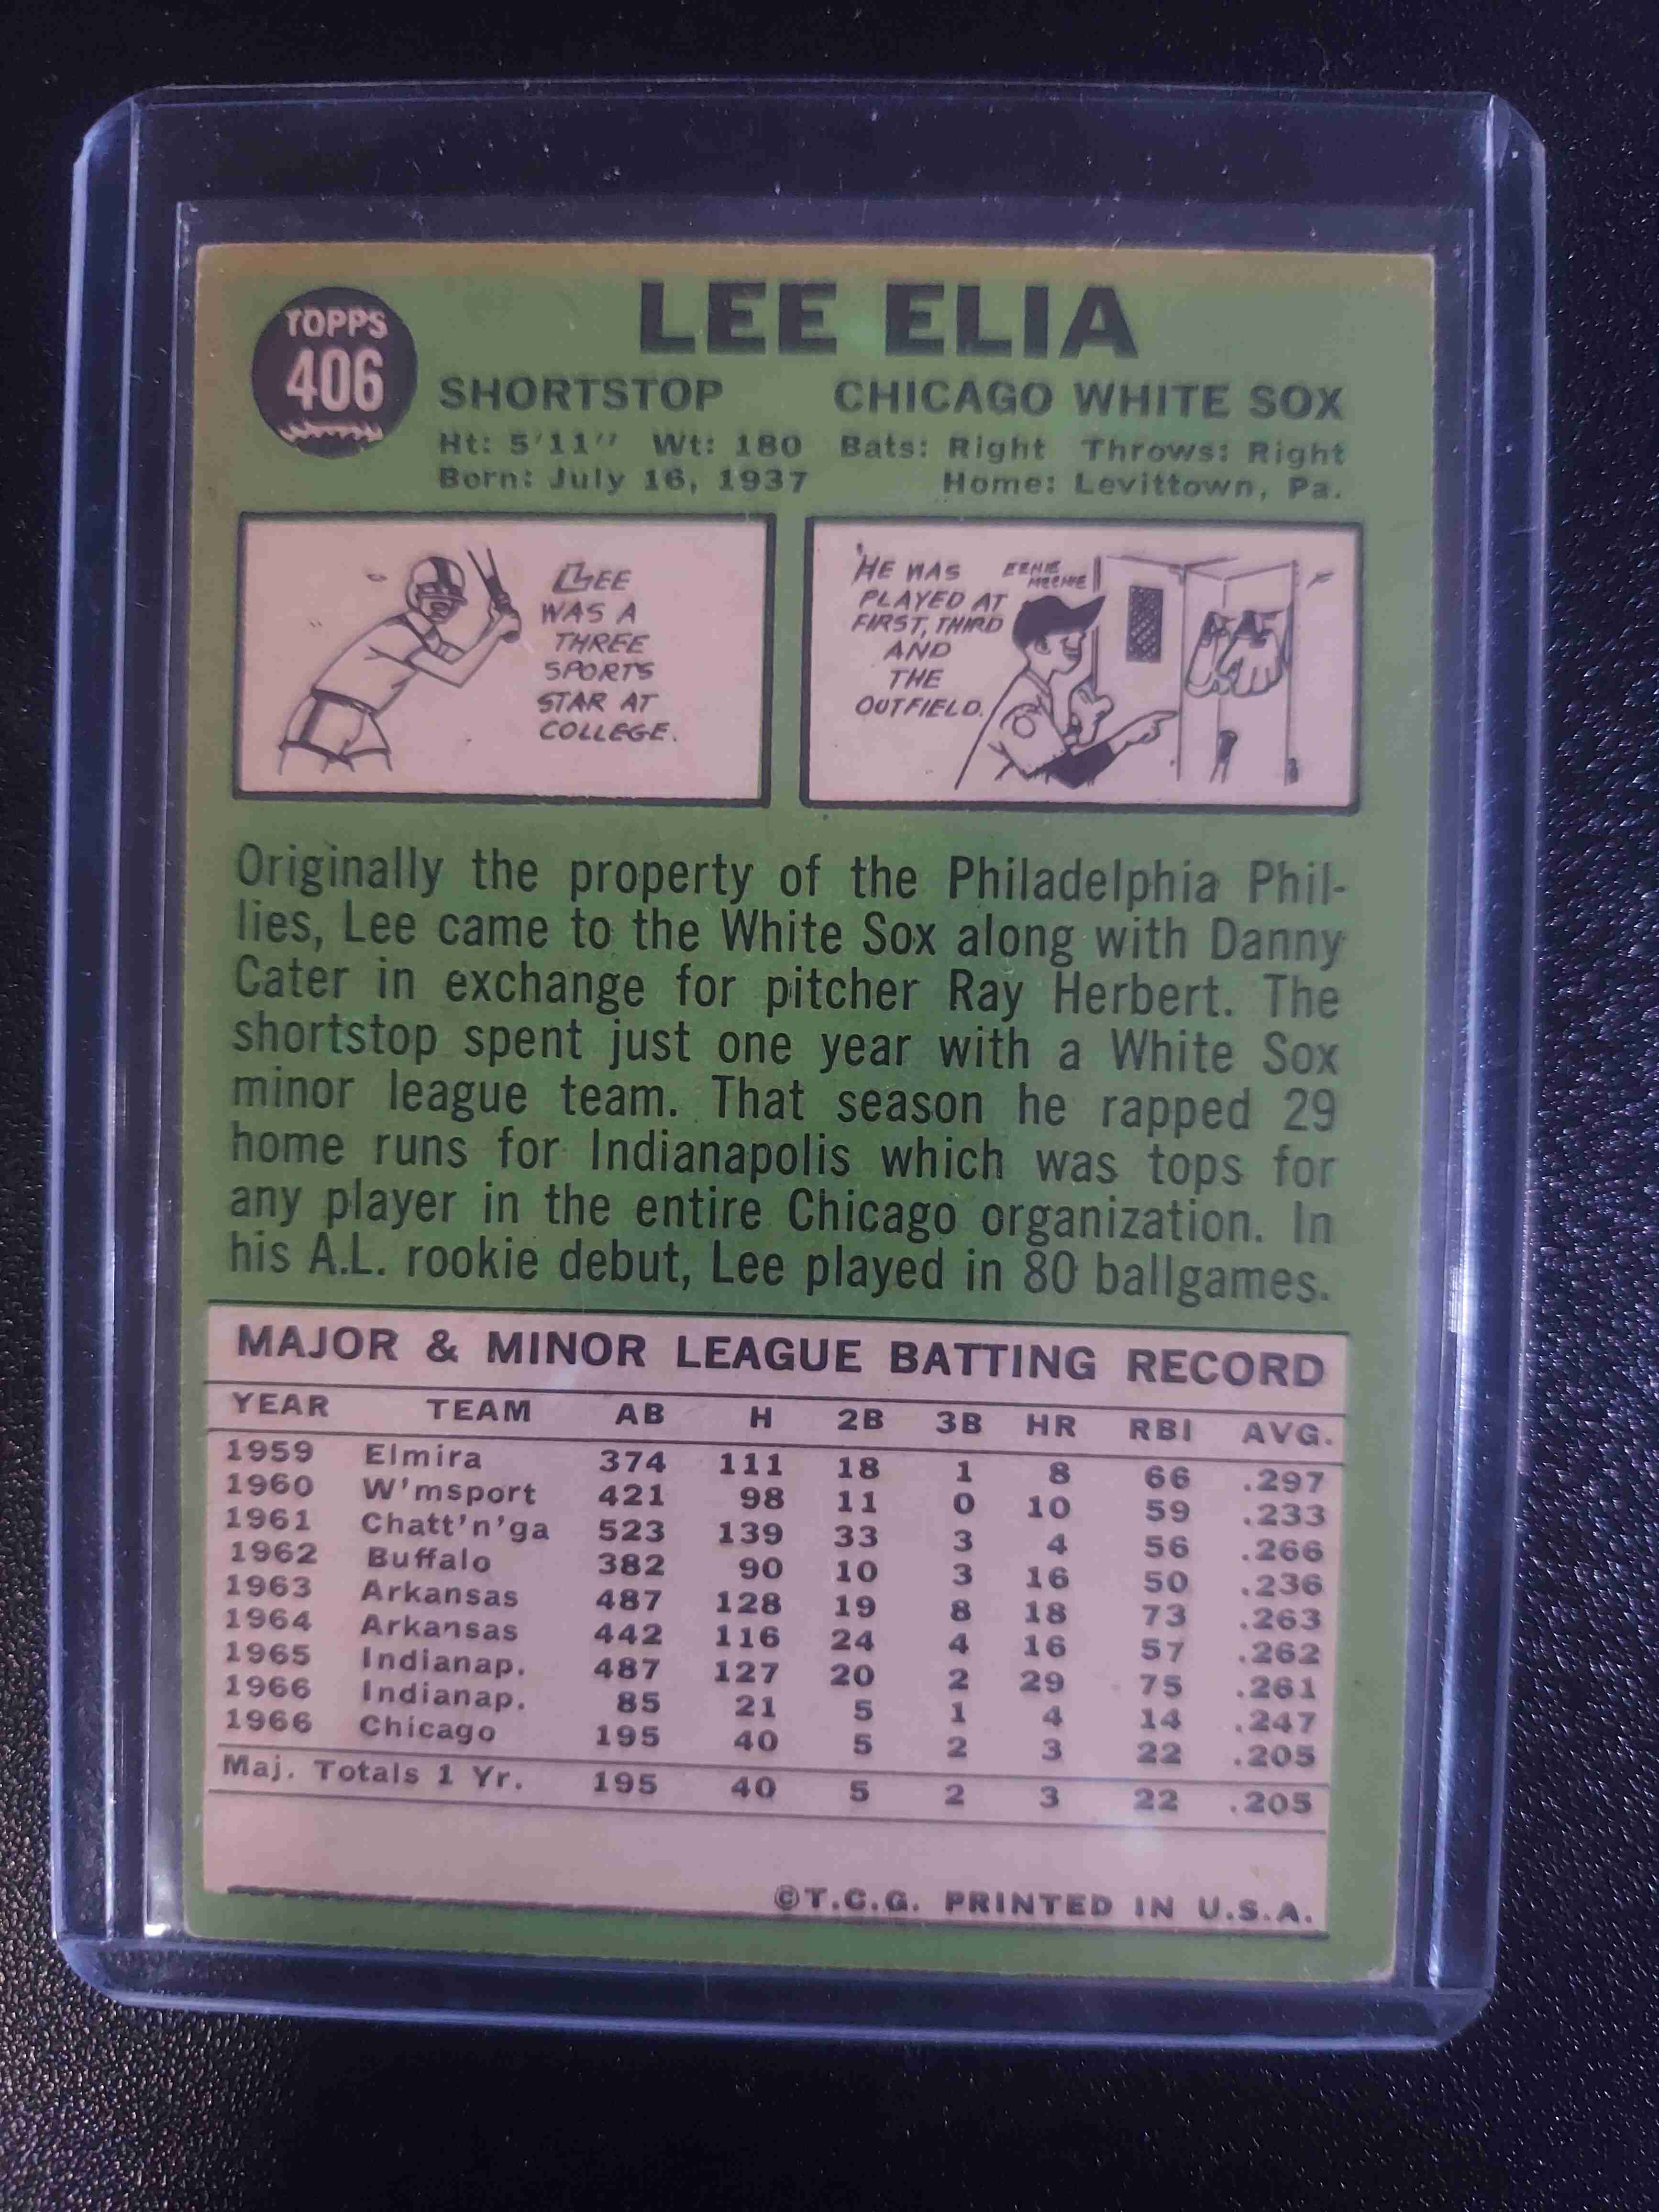 TOPPS
406
LEE ELIA
SHORTSTOP CHICAGO WHITE SOX
Ht: 5'11" Wt: 180 Bats: Right Throws: Right
Born: July 16, 1937 Home: Levittown, Pa.
LEE
WAS A
THREE
SPORTS
STAR AT
COLLEGE.
HE WAS
PLAYED AT
FIRST, THIRD
AND
THE
OUTFIELD.
ERNIE
Originally the property of the Philadelphia Phil-
lies, Lee came to the White Sox along with Danny
Cater in exchange for pitcher Ray Herbert. The
shortstop spent just one year with a White Sox
minor league team. That season he rapped 29
home runs for Indianapolis which was tops for
any player in the entire Chicago organization. In
his A.L. rookie debut, Lee played in 80 ballgames.
MAJOR & MINOR LEAGUE BATTING RECORD
YEAR TEAM AB H 2B 3B HR RBI AVG.
1959 Elmira 374 111 18 1 8 66 .297
1960 W'msport 421 98 11 0 10 59 .233
1961 Chatt'n'ga 523 139 33 3 4 56 .266
1962 Buffalo 382 90 10 3 16 50 .236
1963 Arkansas 487 128 19 8 18 73 .263
1964 Arkansas 442 116 24 4 16 57 .262
1965 Indianap. 487 127 20 2 29 75 .261
1966 Indianap. 85 21 5 1 4 14 .247
1966 Chicago 195 40 5 2 3 22 .205
Maj. Totals 1 Yr. 195 40 5 2 3 22 .205
©T.C.G. PRINTED IN U.S.A.